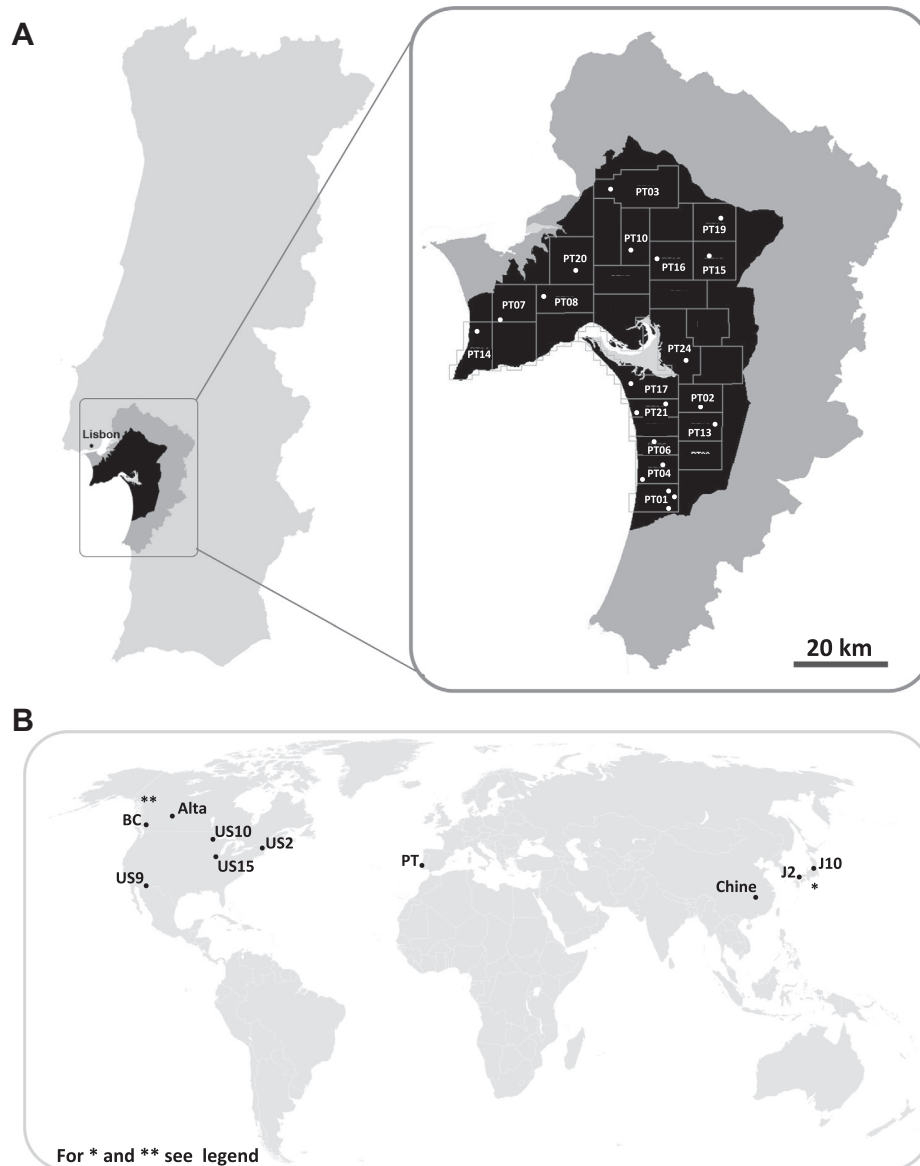 A
Lisbon
PT03
PT19
PT10
PT20
PT16
PT15
PT07
PT08
PT14
PT24
PT17
PT02
PT21
PT13
PT06
PT04
PT01
20 km
B
**
Alta
BC
US10
US2
US15
US9
PT
J10
J2
*
Chine
For * and ** see legend